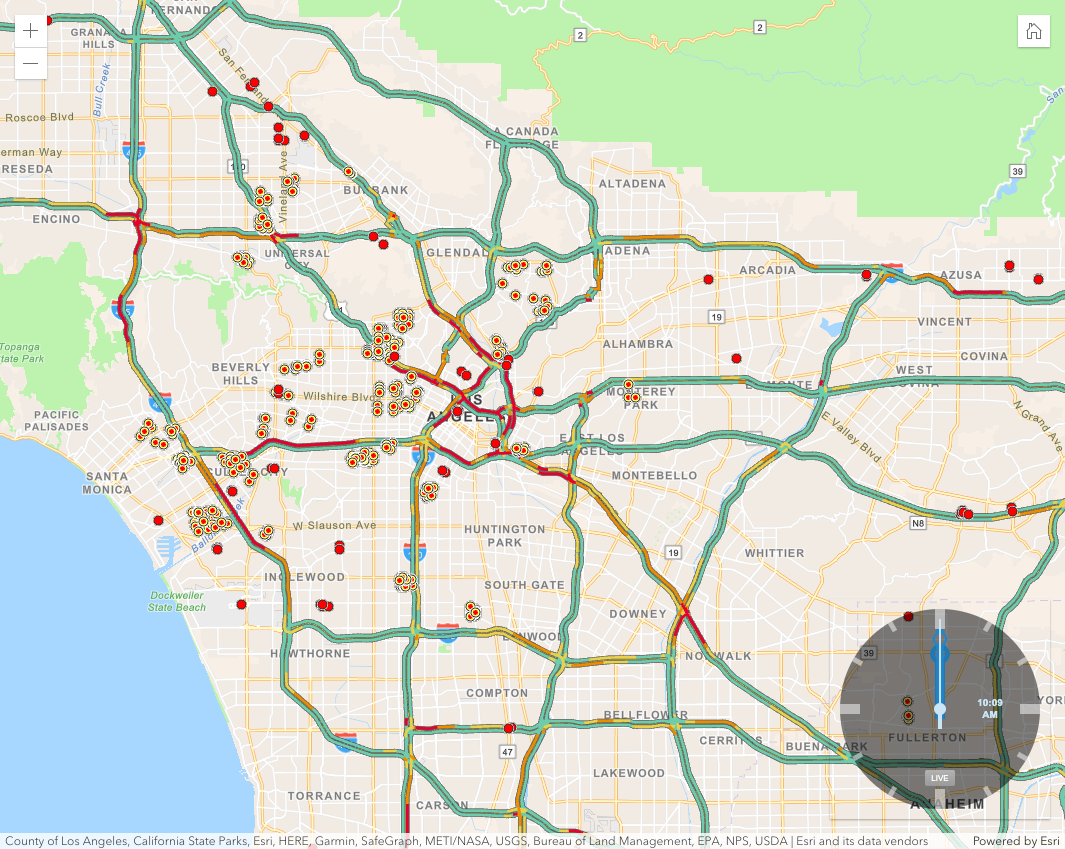 SAN
FERNANDO
GRANADA
HILLS
2
2
San Fernando
Bull Creek
Roscoe Blvd
LA CANADA
FLINTRIDGE
erman Way
RESEDA
170
Vineland Ave
39
San
BURBANK
ALTADENA
ENCINO
UNIVERSAL
CITY
GLENDALE
ADENA
ARCADIA
AZUSA
19
VINCENT
Topanga
State Park
ALHAMBRA
BEVERLY
HILLS
COVINA
WEST
COVINA
Wilshire Blvd
EL MONTE
MONTEREY
PARK
LOS
ANGELES
PACIFIC
PALISADES
N Grand Ave
E Valley Blvd
EAST LOS
ANGELES
SANTA
MONICA
CULVER CITY
MONTEBELLO
W Slauson Ave
Ballona Creek
HUNTINGTON
PARK
N8
19
WHITTIER
INGLEWOOD
SOUTH GATE
Dockweiler
State Beach
DOWNEY
LYNWOOD
HAWTHORNE
NORWALK
39
COMPTON
10:09
AM
YOR
BELLFLOWER
CERRITOS
BUENA PARK
FULLERTON
47
LAKEWOOD
LIVE
TORRANCE
CARSON
ANAHEIM
County of Los Angeles, California State Parks, Esri, HERE, Garmin, SafeGraph, METI/NASA, USGS, Bureau of Land Management, EPA, NPS, USDA | Esri and its data vendors
Powered by Esri